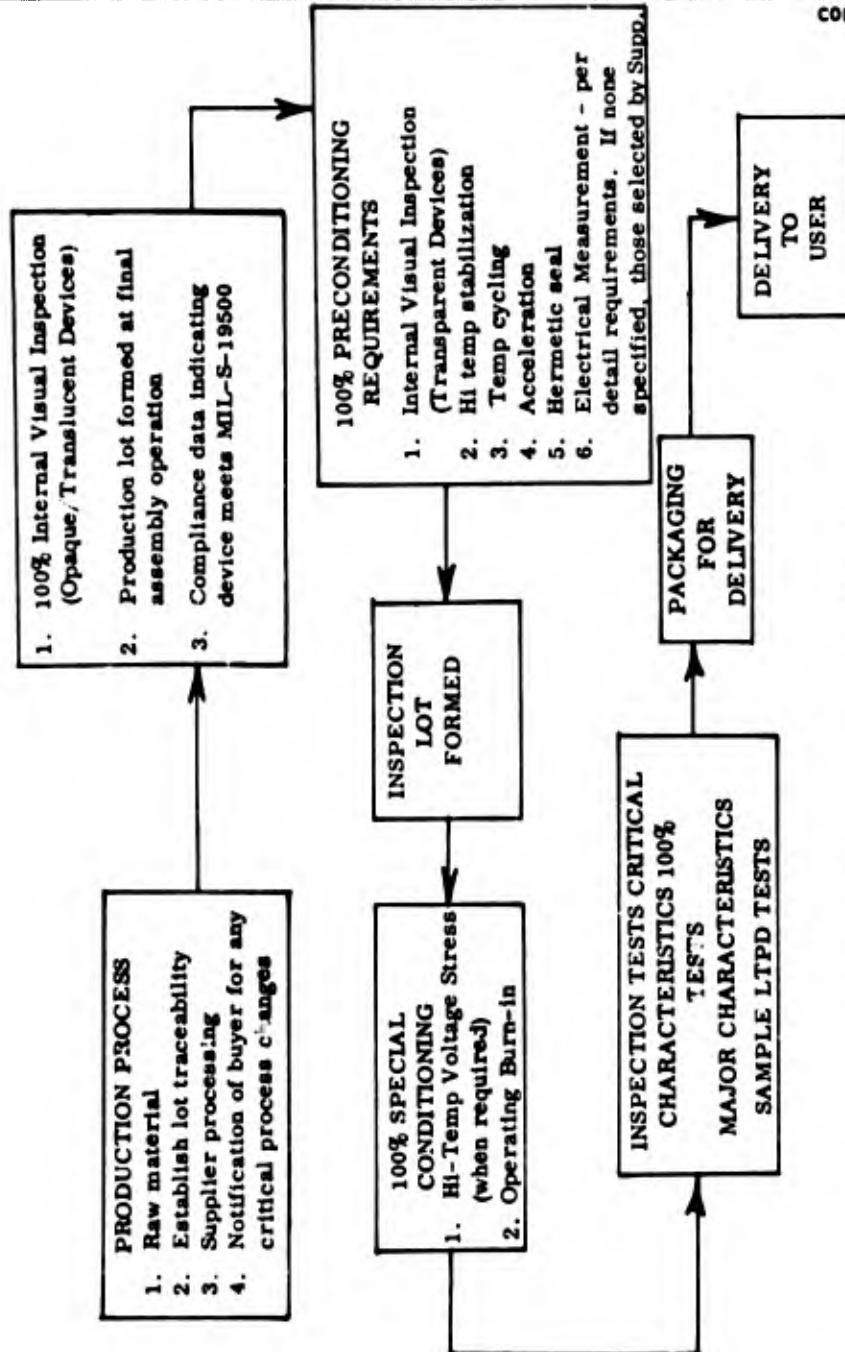 PRODUCTION PROCESS
1. Raw material
2. Establish lot traceability
3. Supplier processing
4. Notification of buyer for any
critical process changes
1. 100% Internal Visual Inspection
(Opaque/Translucent Devices)
2. Production lot formed at final
assembly operation
3. Compliance data indicating
device meets MIL-S-19500
100% PRECONDITIONING
REQUIREMENTS
1. Internal Visual Inspection
(Transparent Devices)
2. Hi temp stabilization
3. Temp cycling
4. Acceleration
5. Hermetic seal
6. Electrical Measurement - per
detail requirements. If none
specified, those selected by Supp.
INSPECTION
LOT
FORMED
100% SPECIAL
CONDITIONING
1. Hi-Temp Voltage Stress
(when required)
2. Operating Burn-in
INSPECTION TESTS CRITICAL
CHARACTERISTICS 100%
TESTS
MAJOR CHARACTERISTICS
SAMPLE LTPD TESTS
PACKAGING
FOR
DELIVERY
DELIVERY
TO
USER